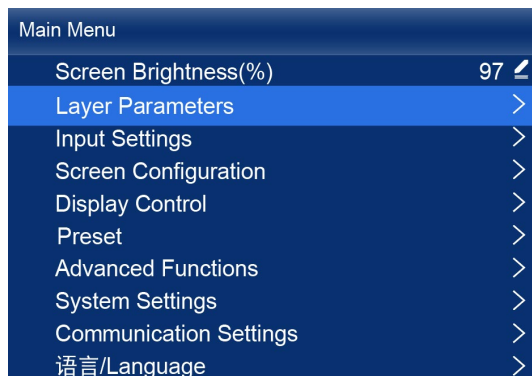 Main Menu
Screen Brightness(%) 97
Layer Parameters
Input Settings
Screen Configuration
Display Control
Preset
Advanced Functions
System Settings
Communication Settings
语言/Language